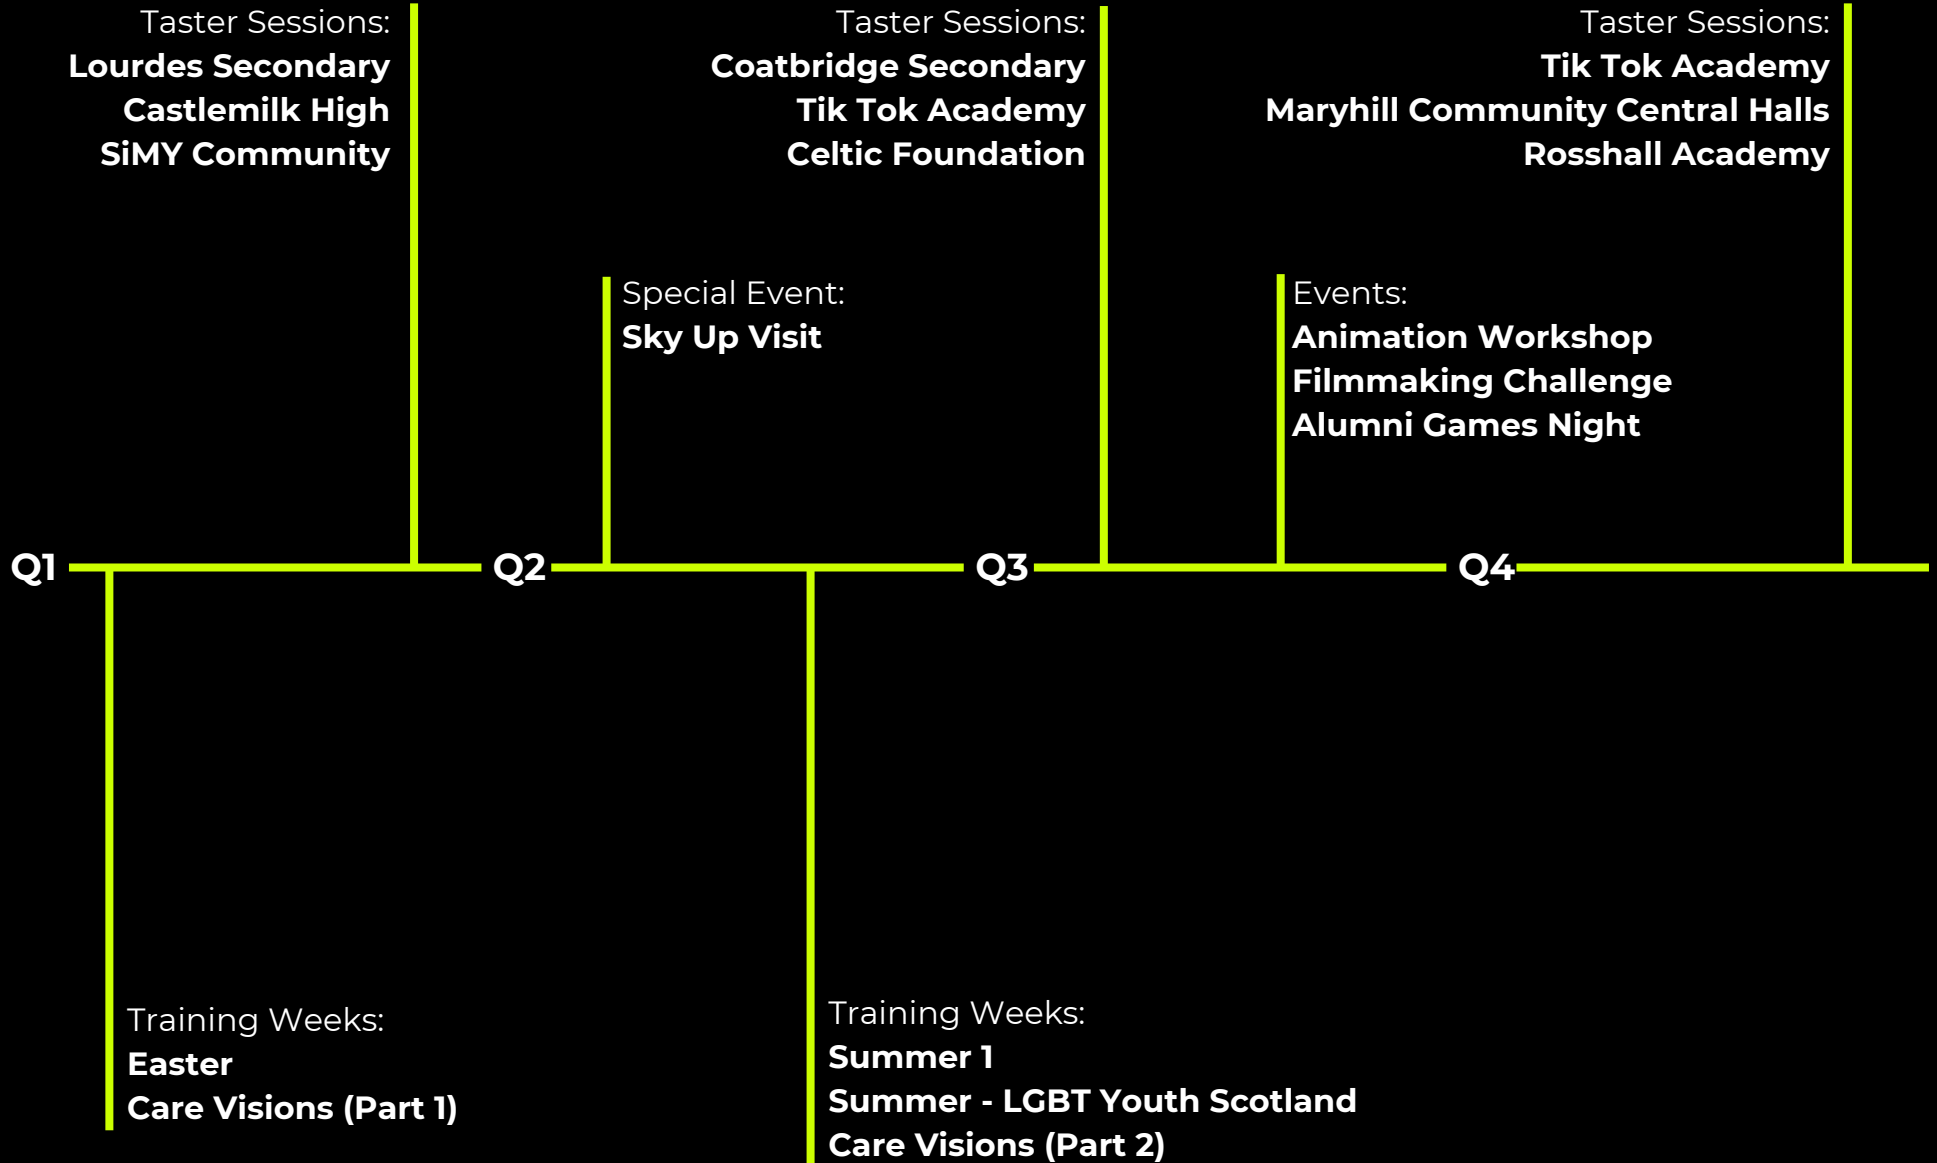 Taster Sessions:
Lourdes Secondary
Castlemilk High
SiMY Community
Taster Sessions:
Coatbridge Secondary
Tik Tok Academy
Celtic Foundation
Taster Sessions:
Tik Tok Academy
Maryhill Community Central Halls
Rosshall Academy
Special Event:
Sky Up Visit
Events:
Animation Workshop
Filmmaking Challenge
Alumni Games Night
Q1
Q2
Q3
Q4
Training Weeks:
Easter
Care Visions (Part 1)
Training Weeks:
Summer 1
Summer - LGBT Youth Scotland
Care Visions (Part 2)